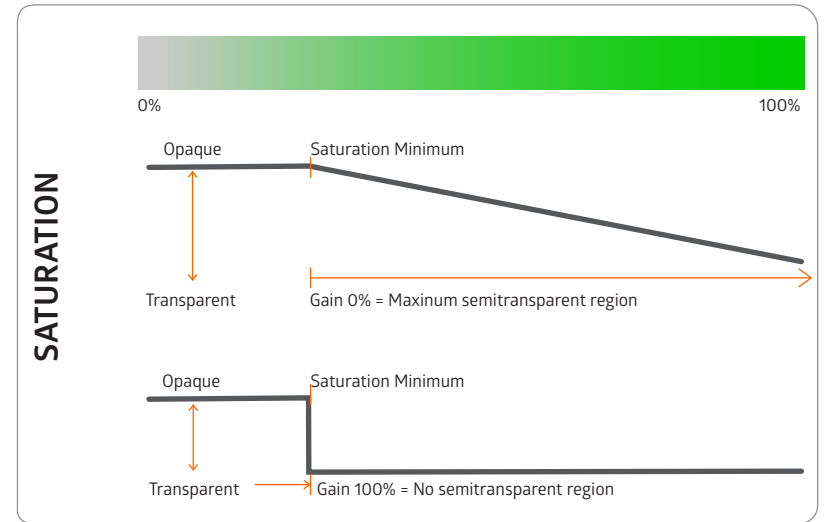 SATURATION
0%
100%
Opaque
Saturation Minimum
Transparent
Gain 0% = Maxinum semitransparent region
Opaque
Saturation Minimum
Transparent
Gain 100% = No semitransparent region